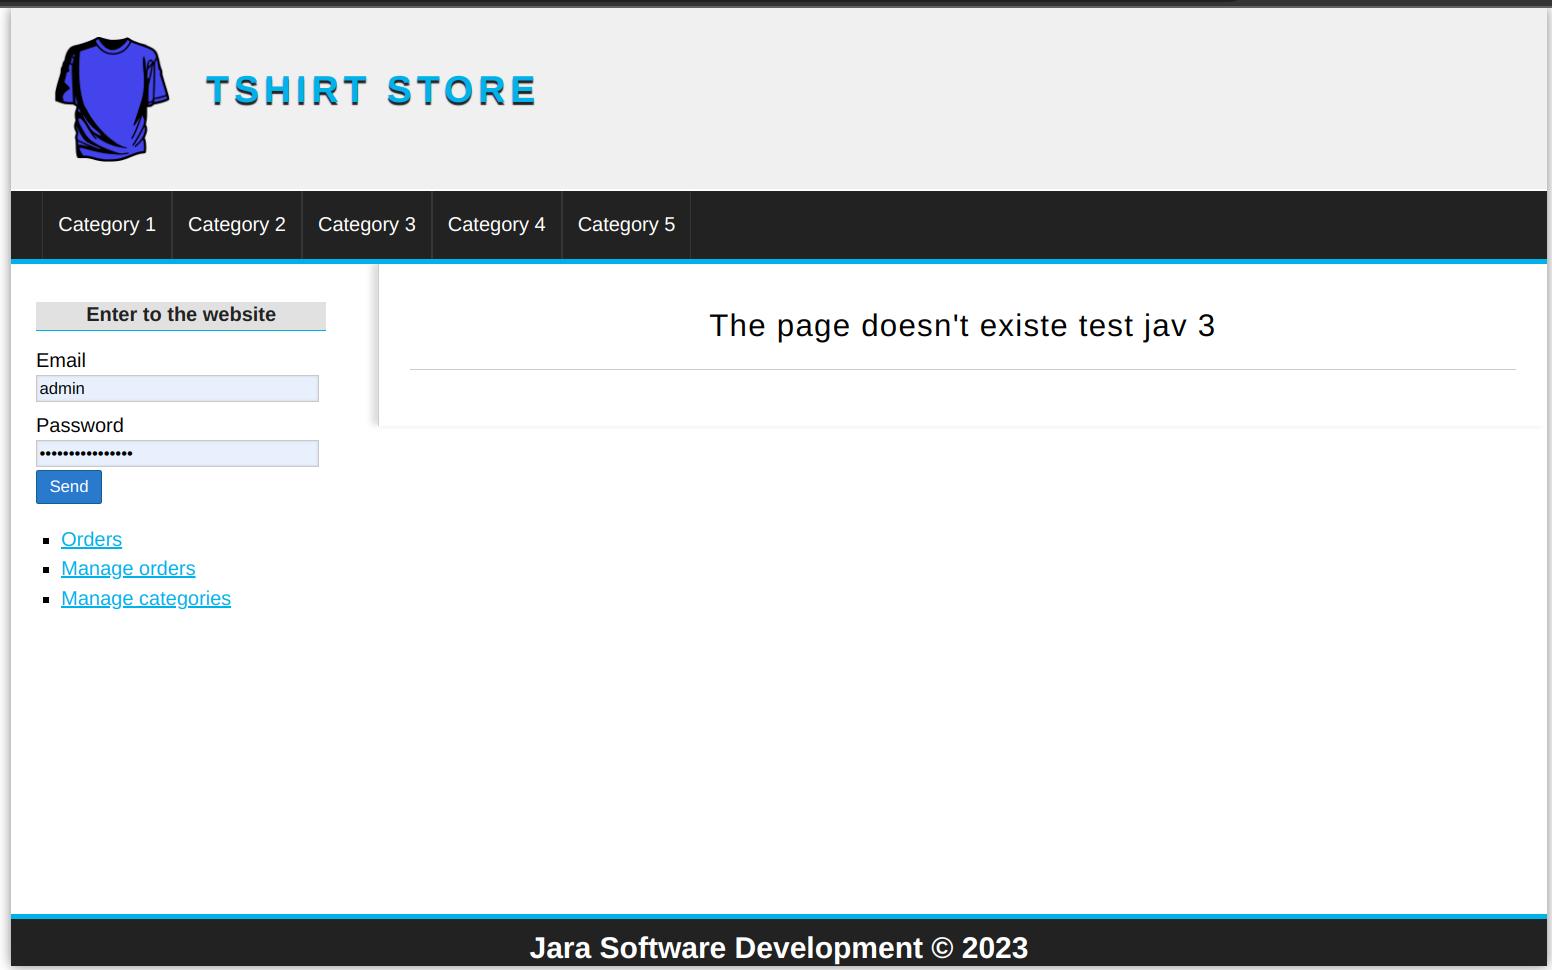 TSHIRT STORE
Category 1 Category 2 Category 3 Category 4 Category 5
Enter to the website
Email
admin
Password
••••••••••••••••
Send
Orders
Manage orders
Manage categories
The page doesn't existe test jav 3
Jara Software Development © 2023